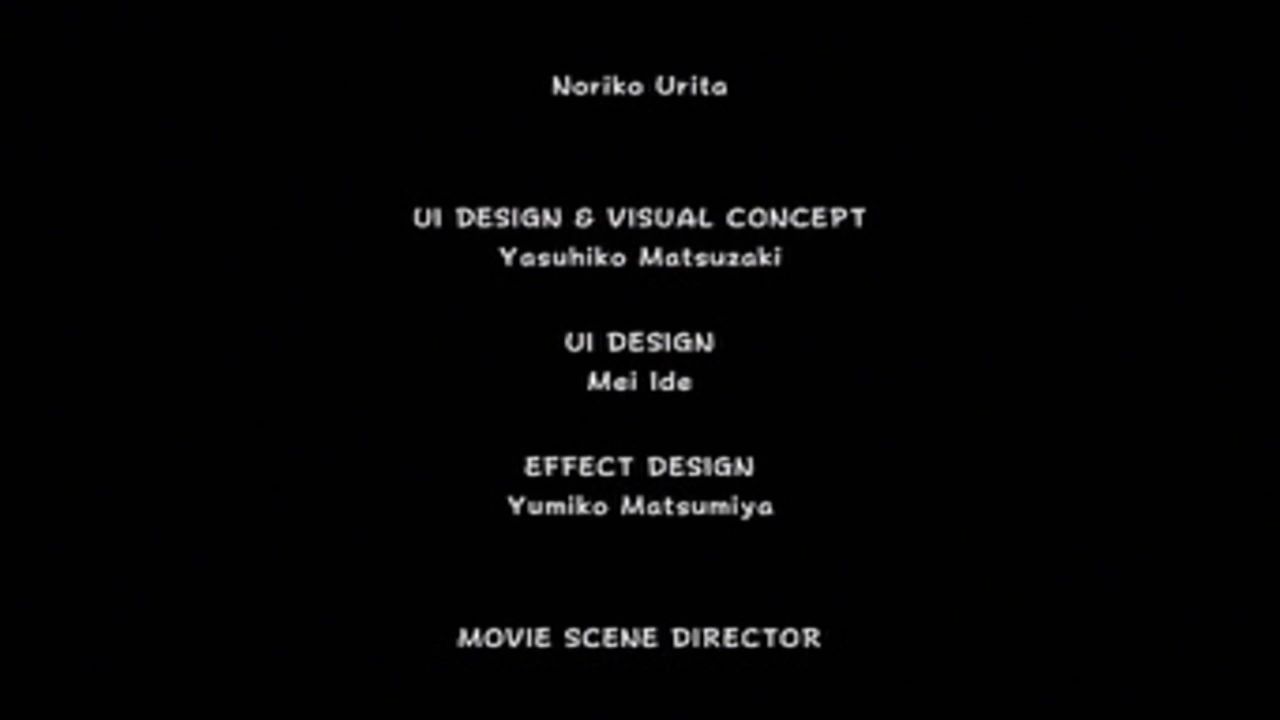 Noriko Urita
UI DESIGN & VISUAL CONCEPT
Yasuhiko Matsuzaki
UI DESIGN
Mei Ide
EFFECT DESIGN
Yumiko Matsumiya
MOVIE SCENE DIRECTOR